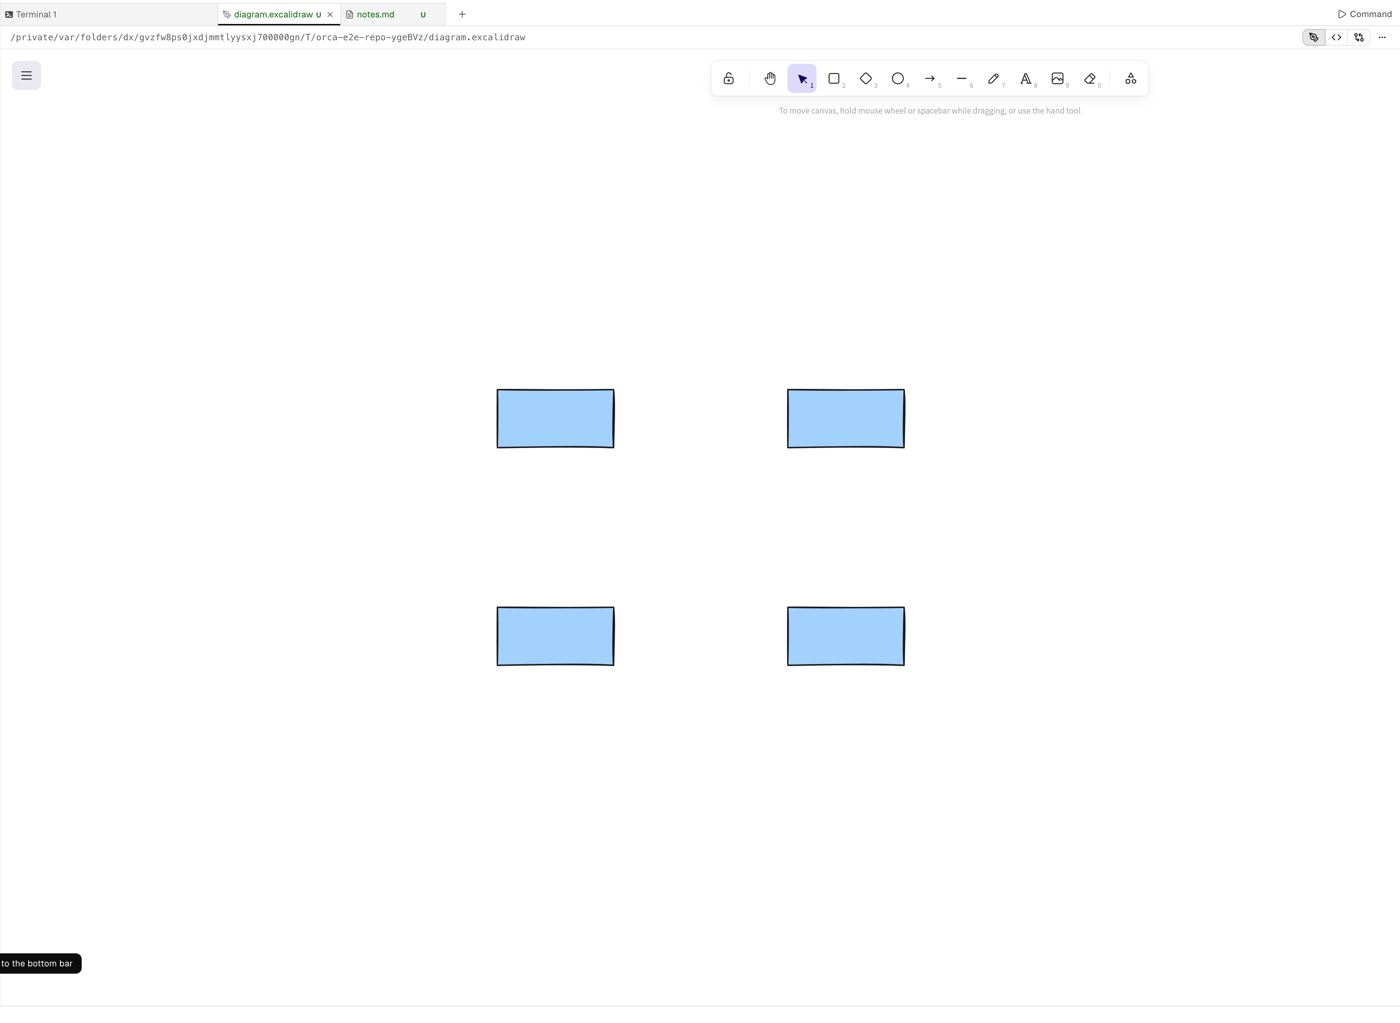 Terminal 1
diagram.excalidraw U
notes.md U
Command
/private/var/folders/dx/gvzfw8ps0jxdjmmtlyysxj700000gn/T/orca-e2e-repo-ygeBVz/diagram.excalidraw
1 2 3 4 5 6 7 8 9 0
To move canvas, hold mouse wheel or spacebar while dragging, or use the hand tool
to the bottom bar